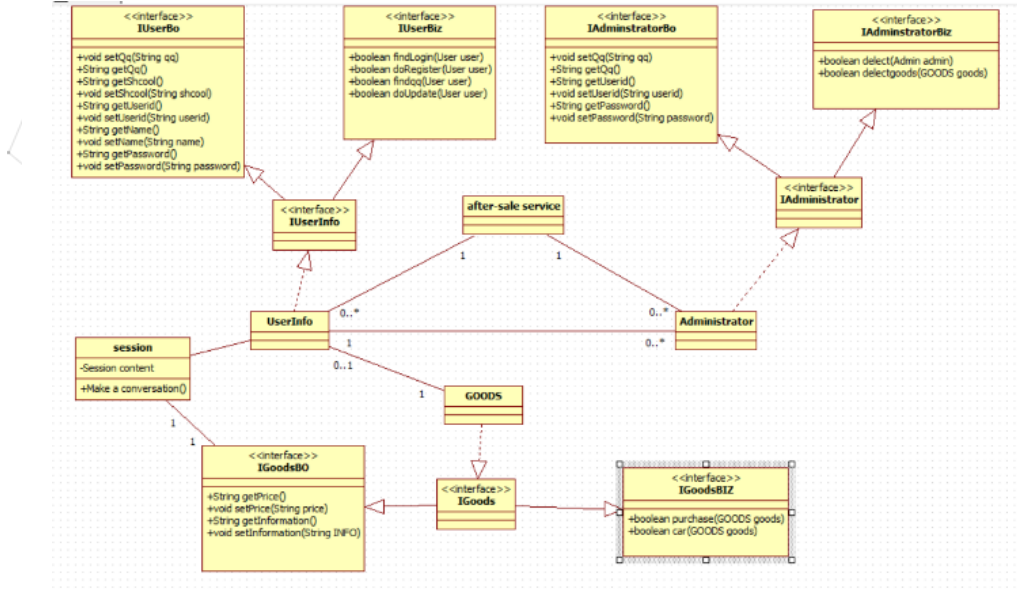 <<interface>>
IUserBo
+void setQq(String qq)
+String getQq()
+String getShcool()
+void setShcool(String shcool)
+String getUserid()
+void setUserid(String userid)
+String getName()
+void setName(String name)
+String getPassword()
+void setPassword(String password)
<<interface>>
IUserBiz
+boolean findLogin(User user)
+boolean doRegister(User user)
+boolean findqq(User user)
+boolean doUpdate(User user)
<<interface>>
IAdminstratorBo
+void setQq(String qq)
+String getQq()
+String getUserid()
+void setUserid(String userid)
+String getPassword()
+void setPassword(String password)
<<interface>>
IAdminstratorBiz
+boolean delect(Admin admin)
+boolean delectgoods(GOODS goods)
<<interface>>
IUserInfo
after-sale service
<<interface>>
IAdministrator
1
1
0..*
0..*
UserInfo
Administrator
1
0..*
session
-Session content
+Make a conversation()
0..1
1
GOODS
1
1
<<interface>>
IGoodsBO
+String getPrice()
+void setPrice(String price)
+String getInformation()
+void setInformation(String INFO)
<<interface>>
IGoods
<<interface>>
IGoodsBIZ
+boolean purchase(GOODS goods)
+boolean car(GOODS goods)